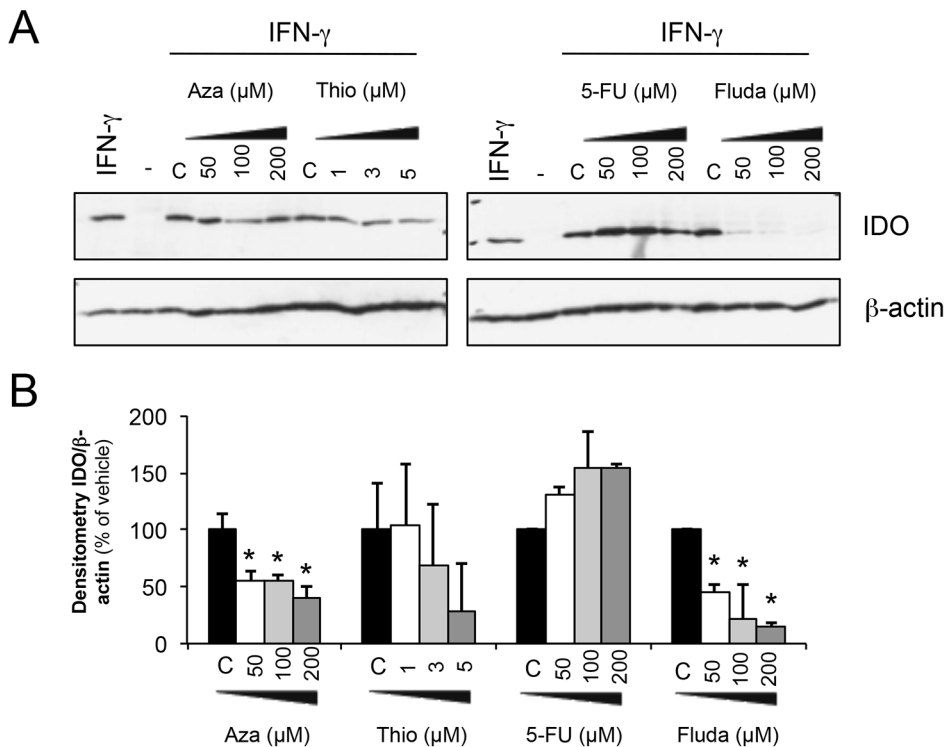 A
IFN-γ IFN-γ
Aza (µM) Thio (µM) 5-FU (µM) Fluda (µM)
IFN-γ - C 50 100 200 C 1 3 5 IFN-γ - C 50 100 200 C 50 100 200
IDO
β-actin
B
Densitometry IDO/β-
actin (% of vehicle)
200
150
100
50
0
* * * * * *
C 50 100 200 C 1 3 5 C 50 100 200 C 50 100 200
Aza (µM) Thio (µM) 5-FU (µM) Fluda (µM)